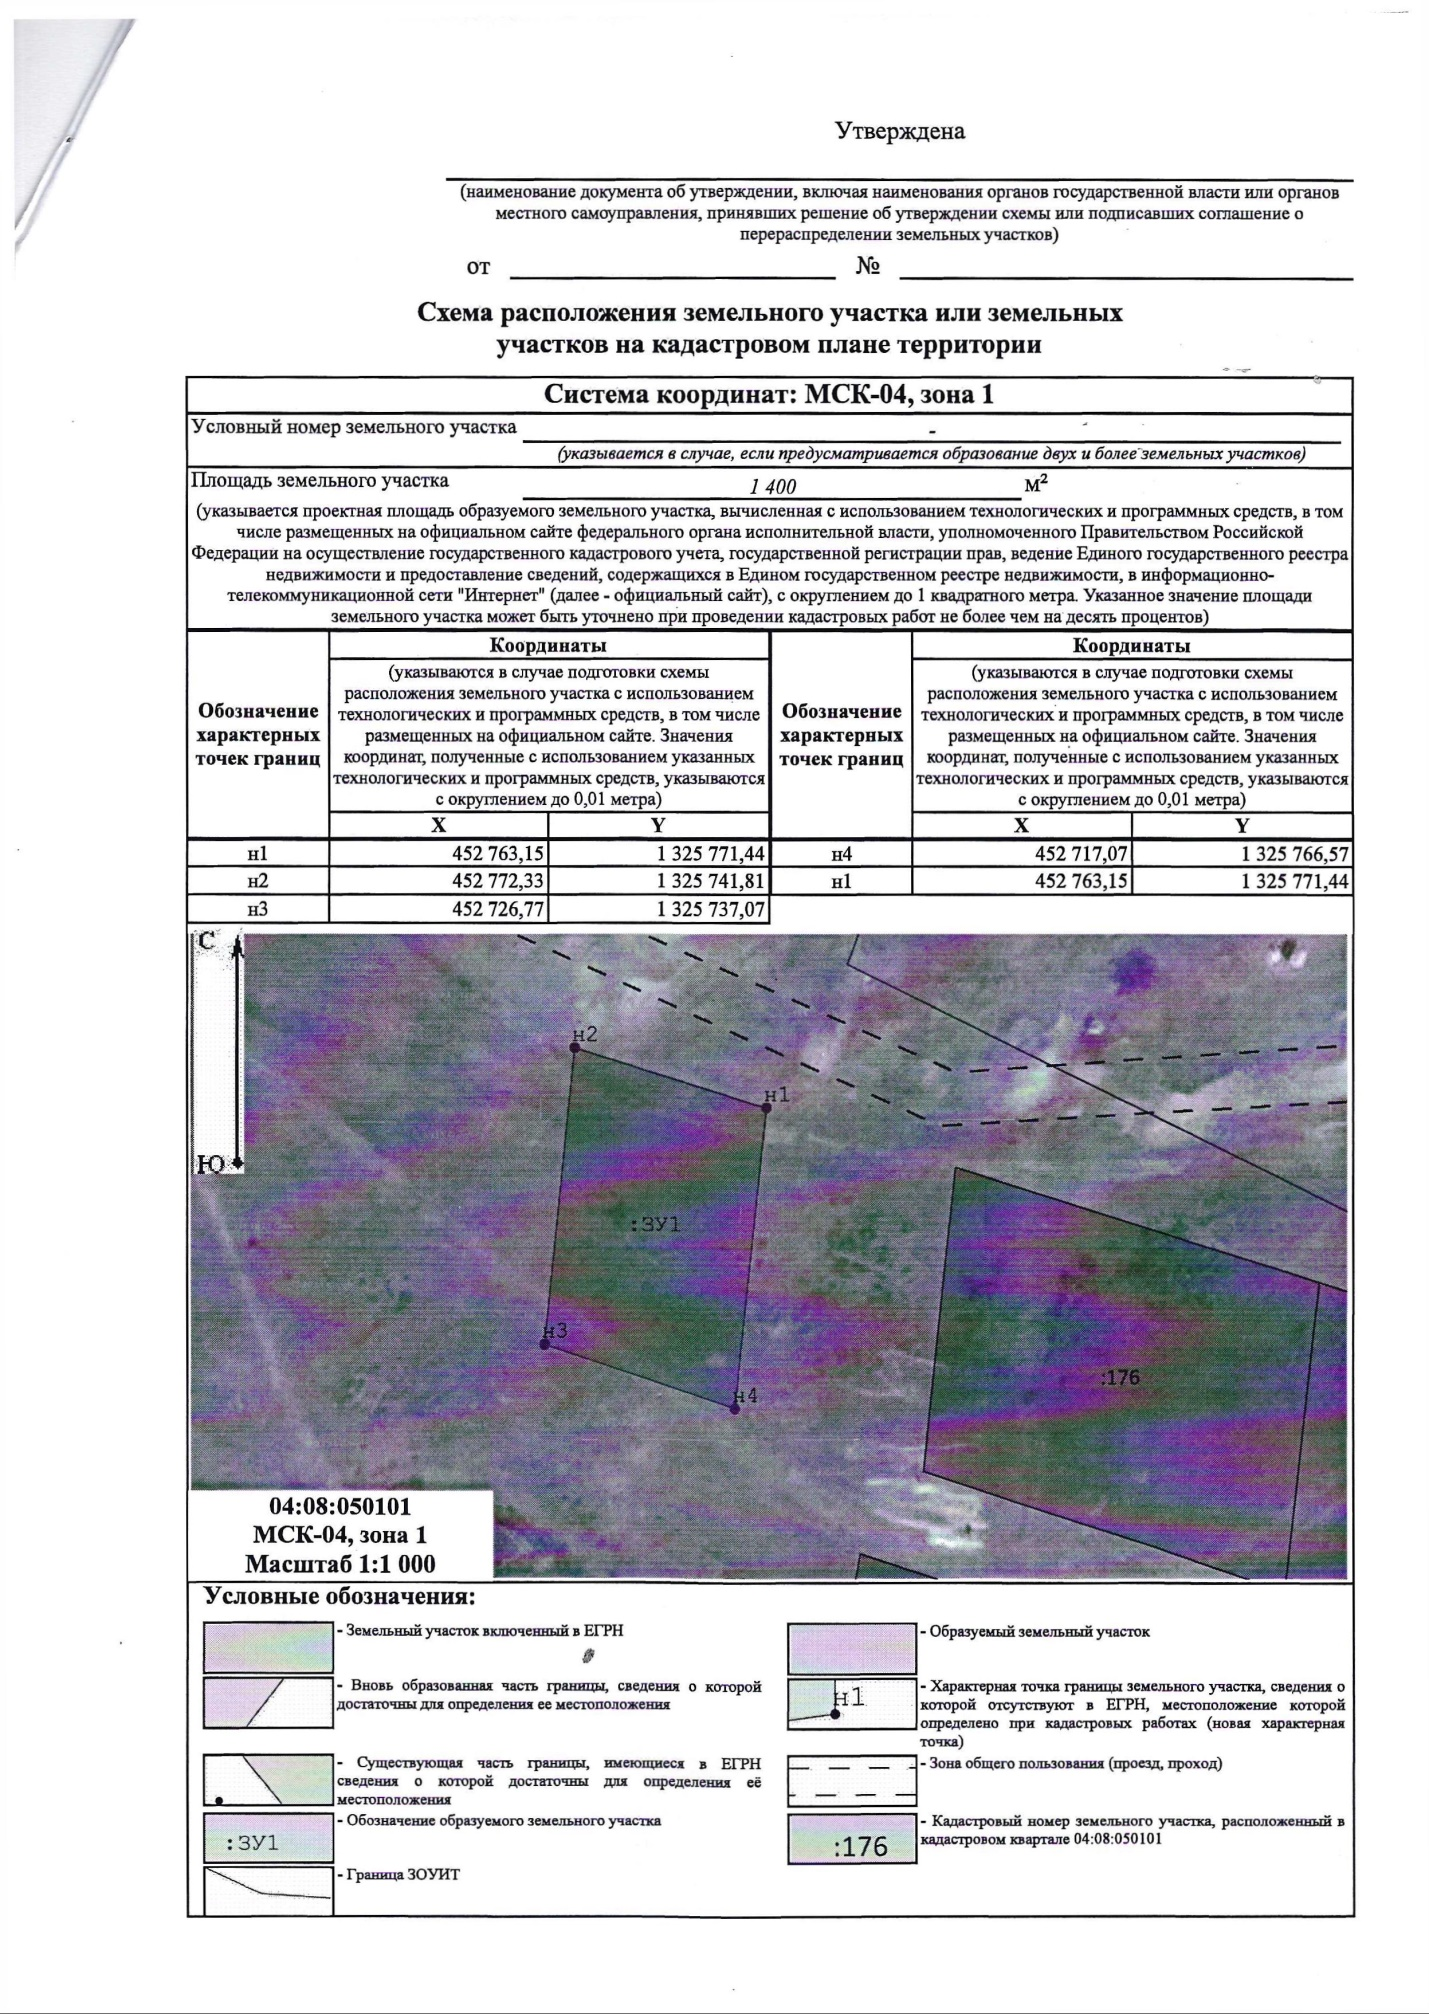 Утверждена
(наименование документа об утверждении, включая наименования органов государственной власти или органов
местного самоуправления, принявших решение об утверждении схемы или подписавших соглашение о
перераспределении земельных участков)
от № 
Схема расположения земельного участка или земельных
участков на кадастровом плане территории
Система координат: МСК-04, зона 1
Условный номер земельного участка -
(указывается в случае, если предусматривается образование двух и более земельных участков)
Площадь земельного участка 1 400 м²
(указывается проектная площадь образуемого земельного участка, вычисленная с использованием технологических и программных средств, в том
числе размещенных на официальном сайте федерального органа исполнительной власти, уполномоченного Правительством Российской
Федерации на осуществление государственного кадастрового учета, государственной регистрации прав, ведение Единого государственного реестра
недвижимости и предоставление сведений, содержащихся в Едином государственном реестре недвижимости, в информационно-
телекоммуникационной сети "Интернет" (далее - официальный сайт), с округлением до 1 квадратного метра. Указанное значение площади
земельного участка может быть уточнено при проведении кадастровых работ не более чем на десять процентов)
Обозначение
характерных
точек границ
Координаты
(указываются в случае подготовки схемы
расположения земельного участка с использованием
технологических и программных средств, в том числе
размещенных на официальном сайте. Значения
координат, полученные с использованием указанных
технологических и программных средств, указываются
с округлением до 0,01 метра)
X Y
Обозначение
характерных
точек границ
Координаты
(указываются в случае подготовки схемы
расположения земельного участка с использованием
технологических и программных средств, в том числе
размещенных на официальном сайте. Значения
координат, полученные с использованием указанных
технологических и программных средств, указываются
с округлением до 0,01 метра)
X Y
н1 452 763,15 1 325 771,44 н4 452 717,07 1 325 766,57
н2 452 772,33 1 325 741,81 н1 452 763,15 1 325 771,44
н3 452 726,77 1 325 737,07
С
Ю
н2
н1
:ЗУ1
н3
н4
:176
04:08:050101
МСК-04, зона 1
Масштаб 1:1 000
Условные обозначения:
- Земельный участок включенный в ЕГРН
- Образуемый земельный участок
- Вновь образованная часть границы, сведения о которой
достаточны для определения ее местоположения
н1
- Характерная точка границы земельного участка, сведения о
которой отсутствуют в ЕГРН, местоположение которой
определено при кадастровых работах (новая характерная
точка)
- Существующая часть границы, имеющиеся в ЕГРН
сведения о которой достаточны для определения её
местоположения
- Зона общего пользования (проезд, проход)
:ЗУ1
- Обозначение образуемого земельного участка
:176
- Кадастровый номер земельного участка, расположенный в
кадастровом квартале 04:08:050101
- Граница ЗОУИТ